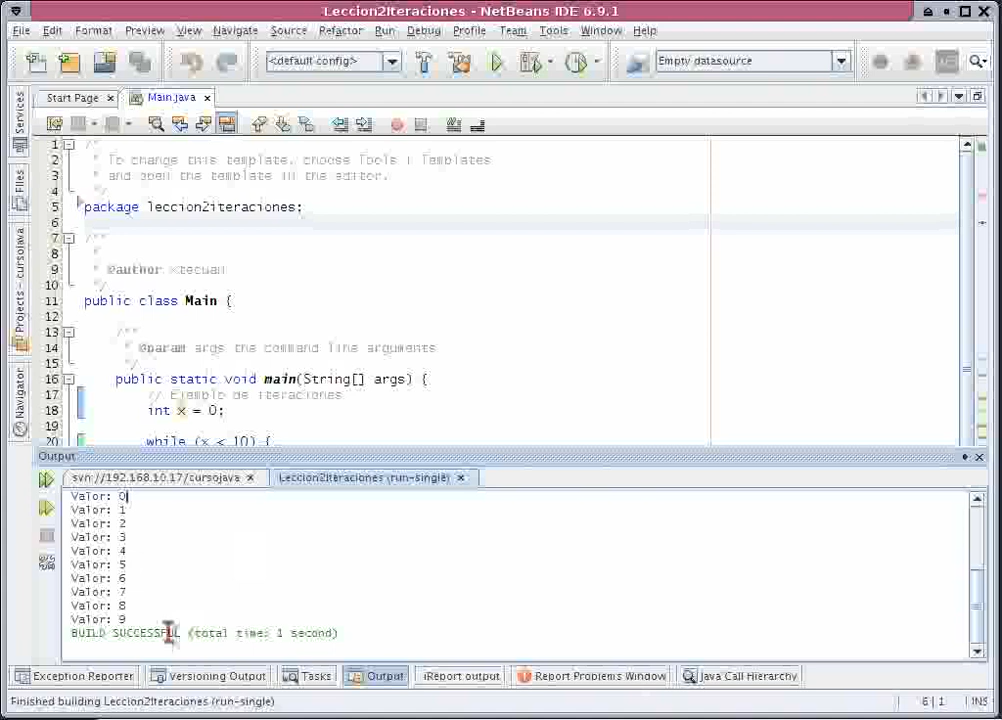 Leccion2Iteraciones - NetBeans IDE 6.9.1
File Edit Format Preview View Navigate Source Refactor Run Debug Profile Team Tools Window Help
<default config> Empty datasource
Start Page Main.java
Services
Files
Projects - cursojava
Navigator
1 /*
2 * To change this template, choose Tools | Templates
3 * and open the template in the editor.
4 */
5 package leccion2iteraciones;
6
7 /**
8 *
9 * @author xtecuan
10 */
11 public class Main {
12
13 /**
14 * @param args the command line arguments
15 */
16 public static void main(String[] args) {
17 // Ejemplo de iteraciones
18 int x = 0;
19
20 while (x < 10) {
Output
svn://192.168.10.17/cursojava Leccion2Iteraciones (run-single)
Valor: 0
Valor: 1
Valor: 2
Valor: 3
Valor: 4
Valor: 5
Valor: 6
Valor: 7
Valor: 8
Valor: 9
BUILD SUCCESSFUL (total time: 1 second)
Exception Reporter Versioning Output Tasks Output iReport output Report Problems Window Java Call Hierarchy
Finished building Leccion2Iteraciones (run-single) 6|1 INS